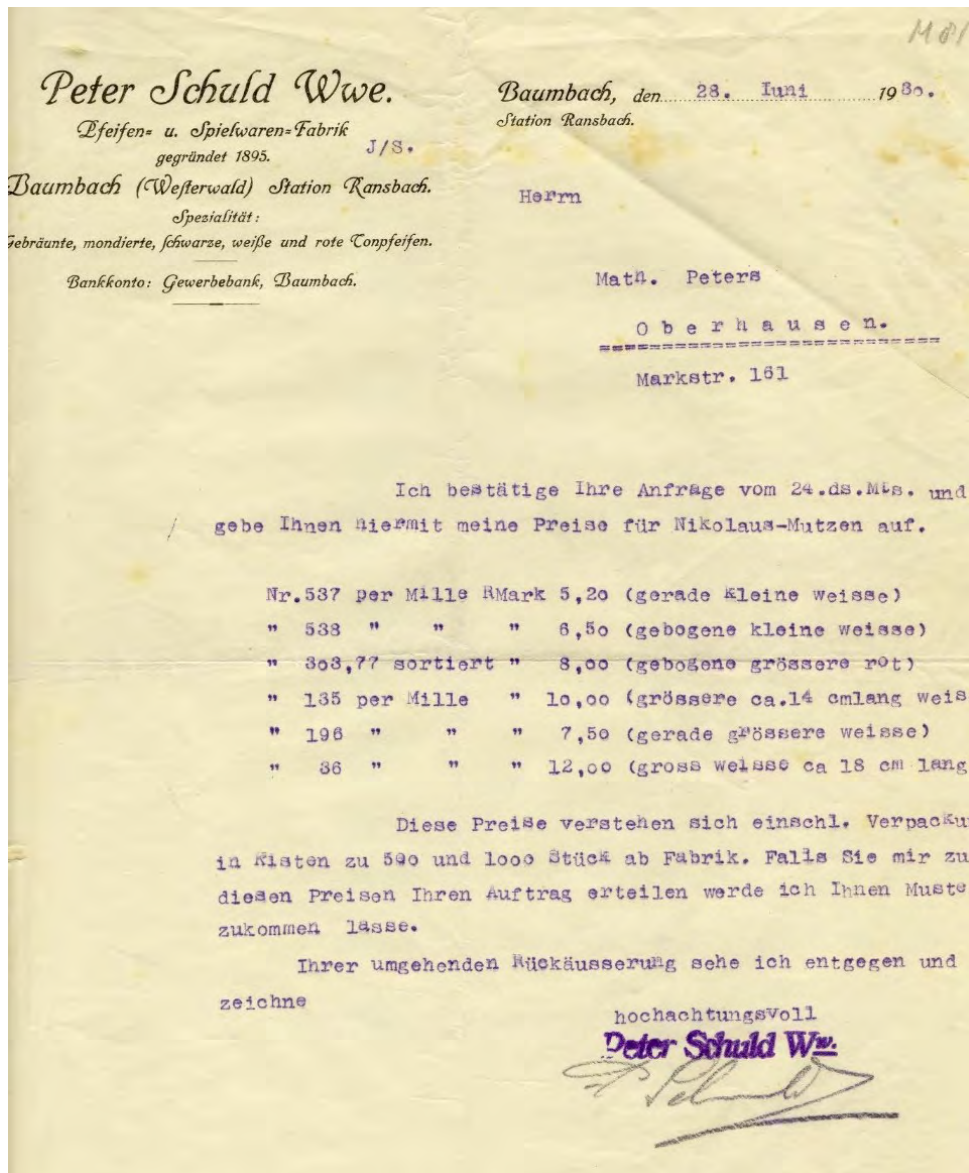 M 81
Peter Schuld Wwe.
Pfeifen= u. Spielwaren=Fabrik
gegründet 1895.
J/S.
Baumbach (Westerwald) Station Ransbach.
Spezialität:
Gebräunte, mondierte, schwarze, weiße und rote Tonpfeifen.
Bankkonto: Gewerbebank, Baumbach.
Baumbach, den 28. Iuni 1930.
Station Ransbach.
Herrn
Math. Peters
Oberhausen.
Markstr. 161
Ich bestätige Ihre Anfrage vom 24.ds.Mts. und
gebe Ihnen hiermit meine Preise für Nikolaus-Mutzen auf.
Nr.537 per Mille RMark 5,20 (gerade kleine weisse)
" 538 " " " 6,50 (gebogene kleine weisse)
" 303,77 sortiert " 8,00 (gebogene grössere rot)
" 135 per Mille " 10,00 (grössere ca.14 cmlang weis
" 196 " " " 7,50 (gerade grössere weisse)
" 36 " " " 12,00 (gross weisse ca 18 cm lang
Diese Preise verstehen sich einschl. Verpacku
in Kisten zu 500 und 1000 Stück ab Fabrik. Falls Sie mir zu
diesen Preisen Ihren Auftrag erteilen werde ich Ihnen Muste
zukommen lasse.
Ihrer umgehenden Rückäusserung sehe ich entgegen und
zeichne
hochachtungsvoll
Peter Schuld Ww.
P Schuld